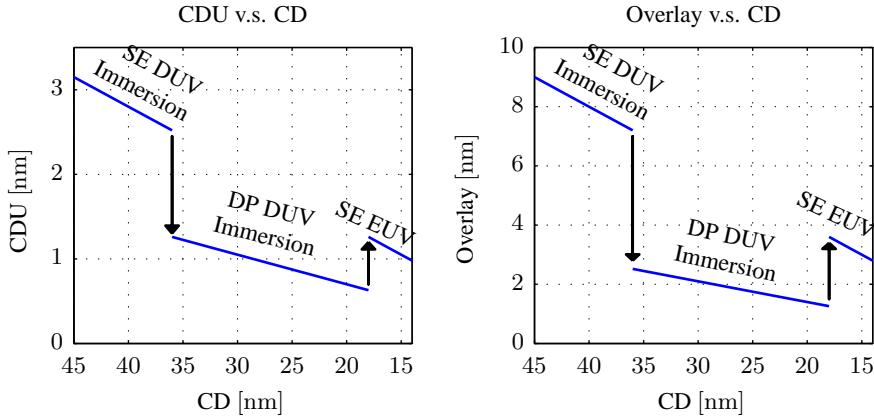 CDU v.s. CD
3
2
1
0
CDU [nm]
SE DUV
Immersion
DP DUV
Immersion
SE EUV
45 40 35 30 25 20 15
CD [nm]
Overlay v.s. CD
10
8
6
4
2
0
Overlay [nm]
SE DUV
Immersion
DP DUV
Immersion
SE EUV
45 40 35 30 25 20 15
CD [nm]